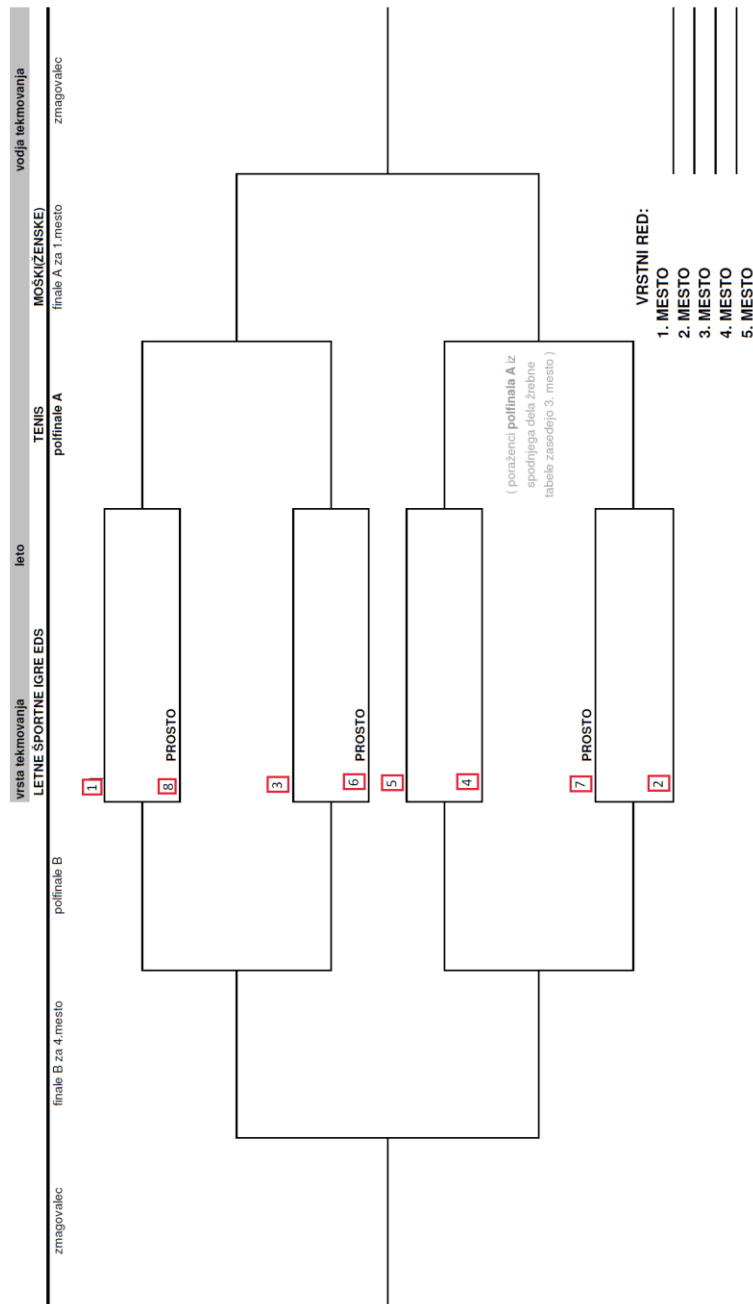 vrsta tekmovanja leto vodja tekmovanja
LETNE ŠPORTNE IGRE EDS TENIS MOŠKI(ŽENSKE)
zmagovalec finale B za 4.mesto polfinale B polfinale A finale A za 1.mesto zmagovalec
1
8 PROSTO
3
6 PROSTO
5
4
( poraženci polfinala A iz
spodnjega dela žrebne
tabele zasedejo 3. mesto )
7 PROSTO
2
VRSTNI RED:
1. MESTO
2. MESTO
3. MESTO
4. MESTO
5. MESTO